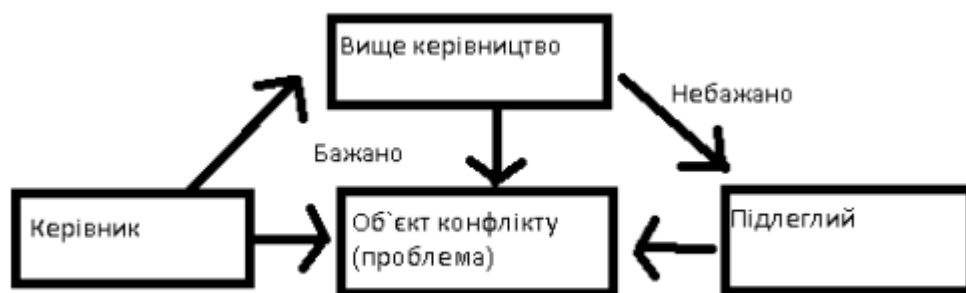 Вище керівництво
Небажано
Бажано
Керівник
Об`єкт конфлікту
(проблема)
Підлеглий